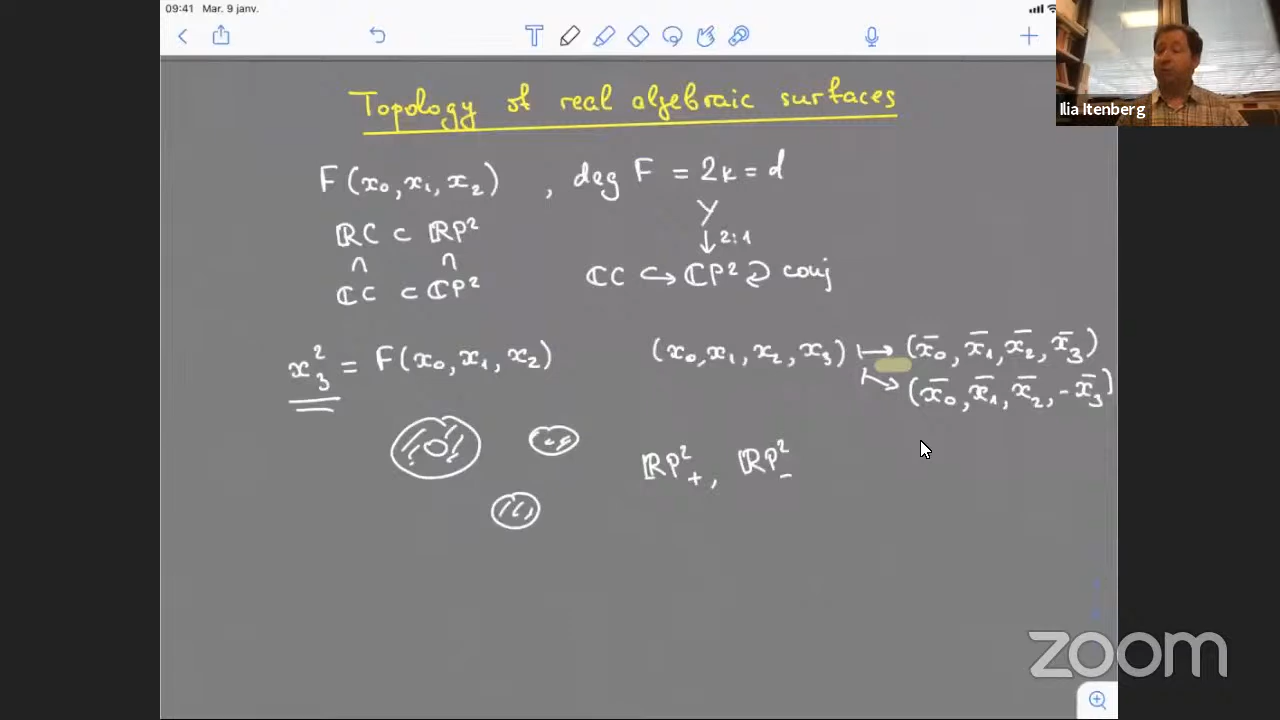 09:41 Mar. 9 janv.
Ilia Itenberg
Topology of real algebraic surfaces
F(x₀,x₁,x₂) , deg F = 2k = d
ℝC ⊂ ℝP² Y
∩ ∩ ↓ 2:1
ℂC ⊂ ℂP² ℂC ↪ ℂP² ⊋ conj
x₃² = F(x₀,x₁,x₂) (x₀,x₁,x₂,x₃) ↦ (x̄₀,x̄₁,x̄₂,x̄₃)
↦ (x̄₀,x̄₁,x̄₂,-x̄₃)
ℝP²₊, ℝP²₋
zoom